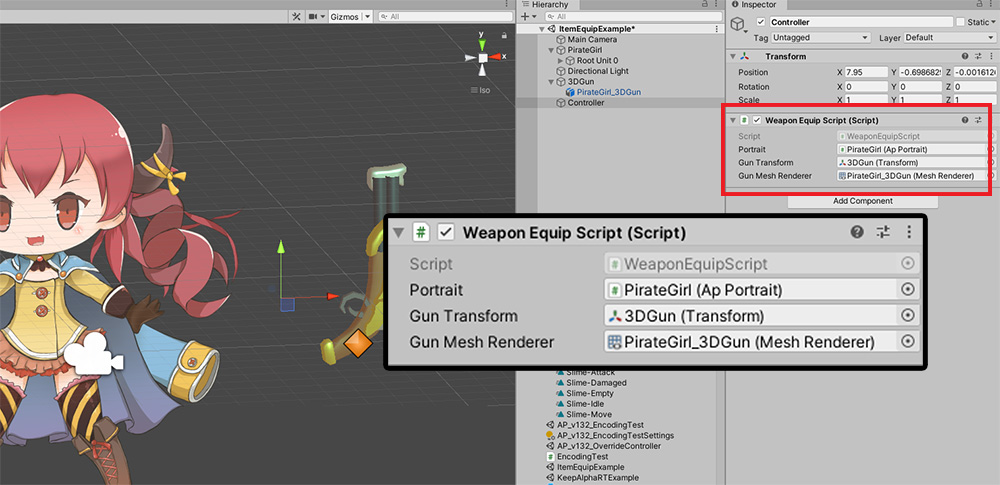 Gizmos
All
y
x
Iso
Hierarchy
All
ItemEquipExample*
Main Camera
PirateGirl
Root Unit 0
Directional Light
3DGun
PirateGirl_3DGun
Controller
Slime-Attack
Slime-Damaged
Slime-Empty
Slime-Idle
Slime-Move
AP_v132_EncodingTest
AP_v132_EncodingTestSettings
AP_v132_OverrideController
EncodingTest
ItemEquipExample
KeepAlphaRTExample
Inspector
Controller Static
Tag Untagged Layer Default
Transform
Position X 7.95 Y -0.698682 Z -0.001612
Rotation X 0 Y 0 Z 0
Scale X 1 Y 1 Z 1
Weapon Equip Script (Script)
Script WeaponEquipScript
Portrait PirateGirl (Ap Portrait)
Gun Transform 3DGun (Transform)
Gun Mesh Renderer PirateGirl_3DGun (Mesh Renderer)
Add Component
# Weapon Equip Script (Script)
Script # WeaponEquipScript
Portrait # PirateGirl (Ap Portrait)
Gun Transform 3DGun (Transform)
Gun Mesh Renderer PirateGirl_3DGun (Mesh Renderer)